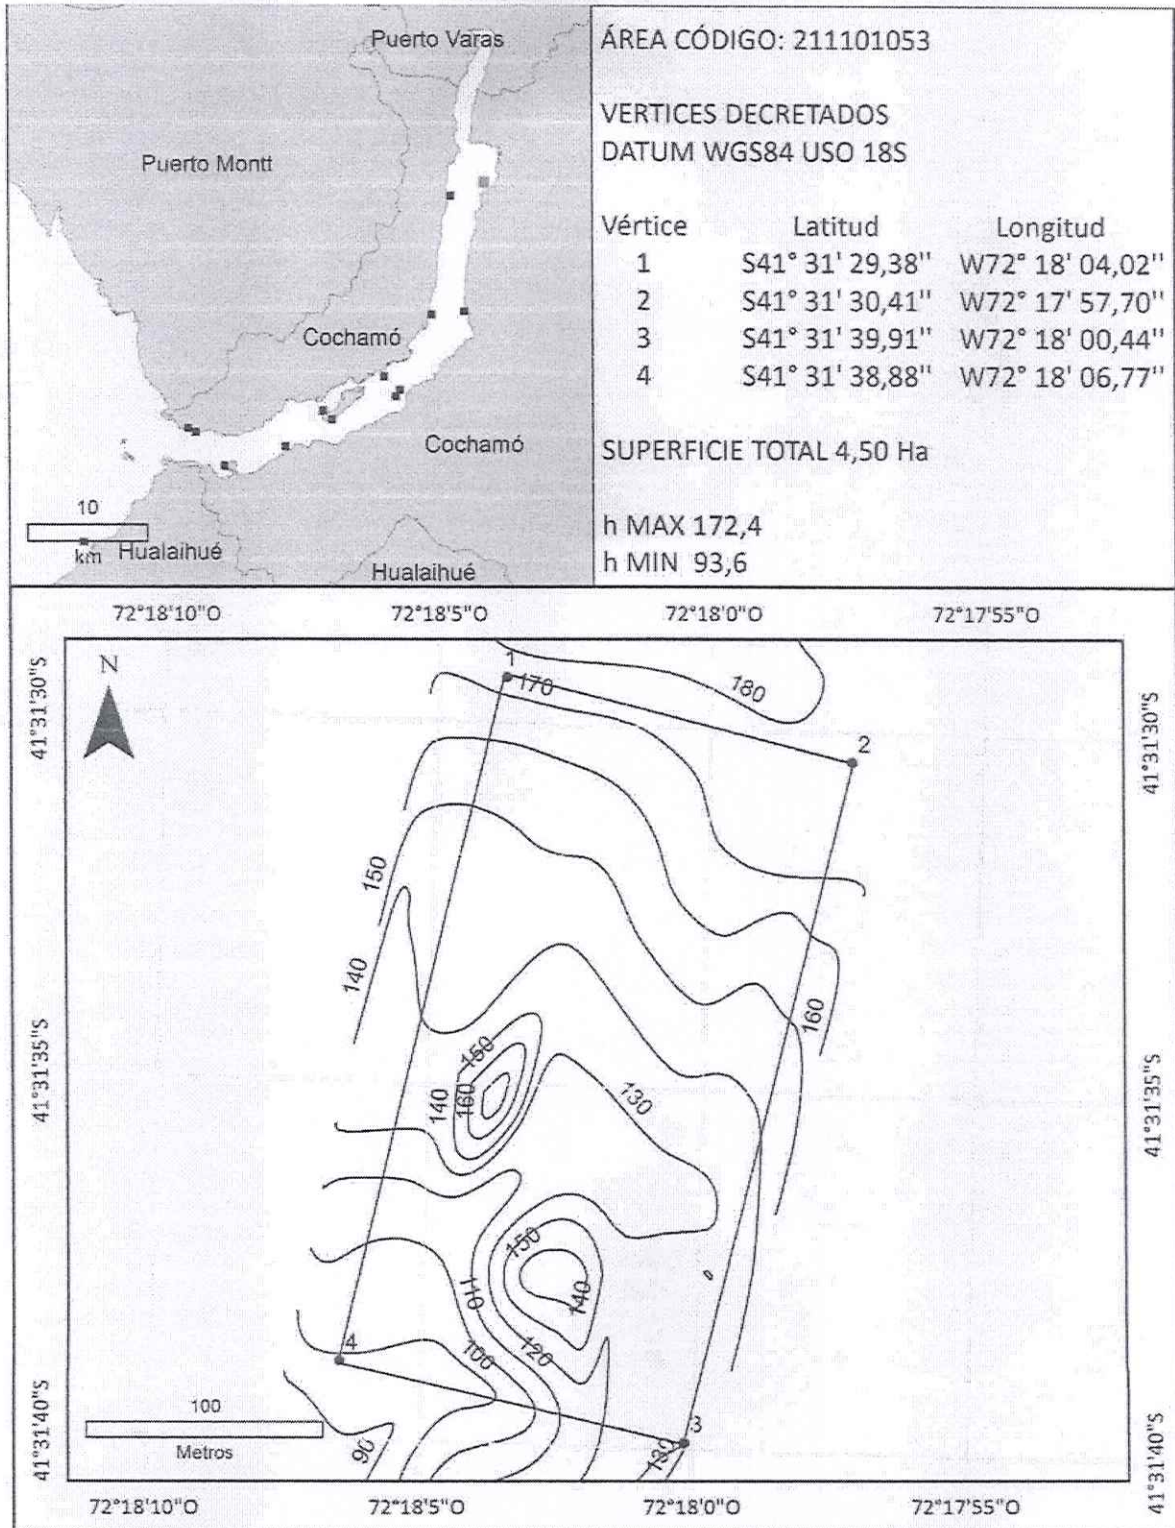 Puerto Varas
Puerto Montt
Cochamó
Cochamó
10
km
Hualaihué
Hualaihué
ÁREA CÓDIGO: 211101053
VERTICES DECRETADOS
DATUM WGS84 USO 18S
Vértice Latitud Longitud
1 S41° 31' 29,38'' W72° 18' 04,02''
2 S41° 31' 30,41'' W72° 17' 57,70''
3 S41° 31' 39,91'' W72° 18' 00,44''
4 S41° 31' 38,88'' W72° 18' 06,77''
SUPERFICIE TOTAL 4,50 Ha
h MAX 172,4
h MIN 93,6
72°18'10"O 72°18'5"O 72°18'0"O 72°17'55"O
41°31'30"S
41°31'35"S
41°31'40"S
N
1
170
180
2
150
140
160
150
140
160
130
150
110
140
4
100
120
3
130
90
100
Metros
41°31'30"S
41°31'35"S
41°31'40"S
72°18'10"O 72°18'5"O 72°18'0"O 72°17'55"O